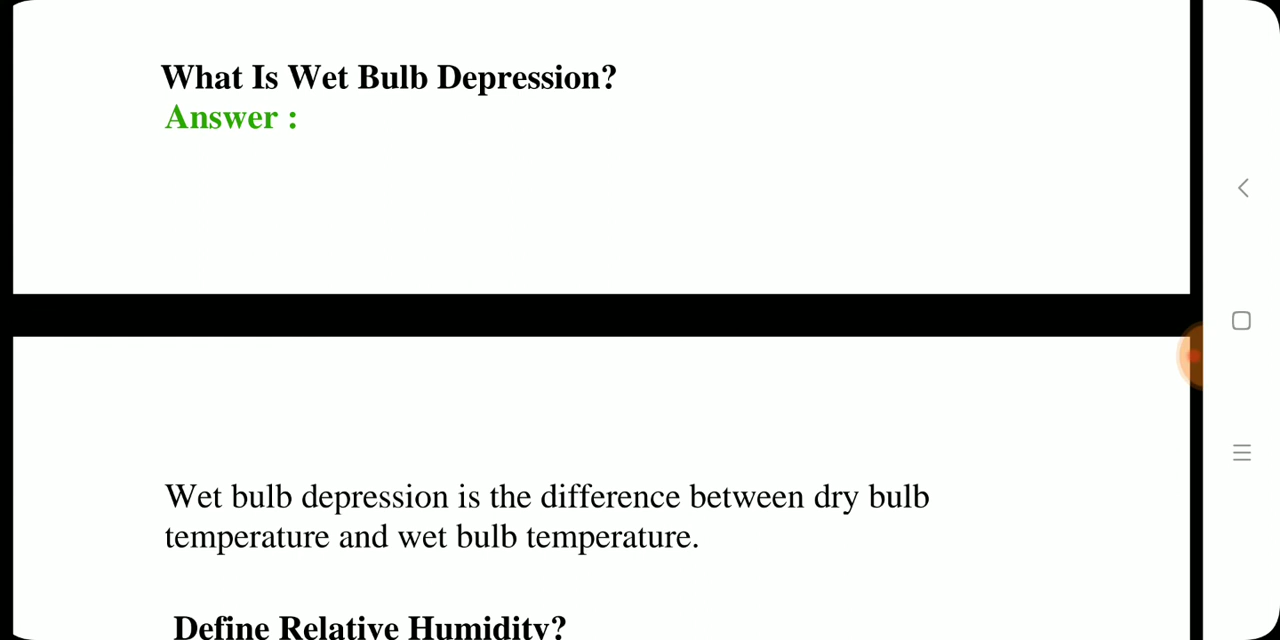 What Is Wet Bulb Depression?
Answer :
Wet bulb depression is the difference between dry bulb
temperature and wet bulb temperature.
Define Relative Humidity?